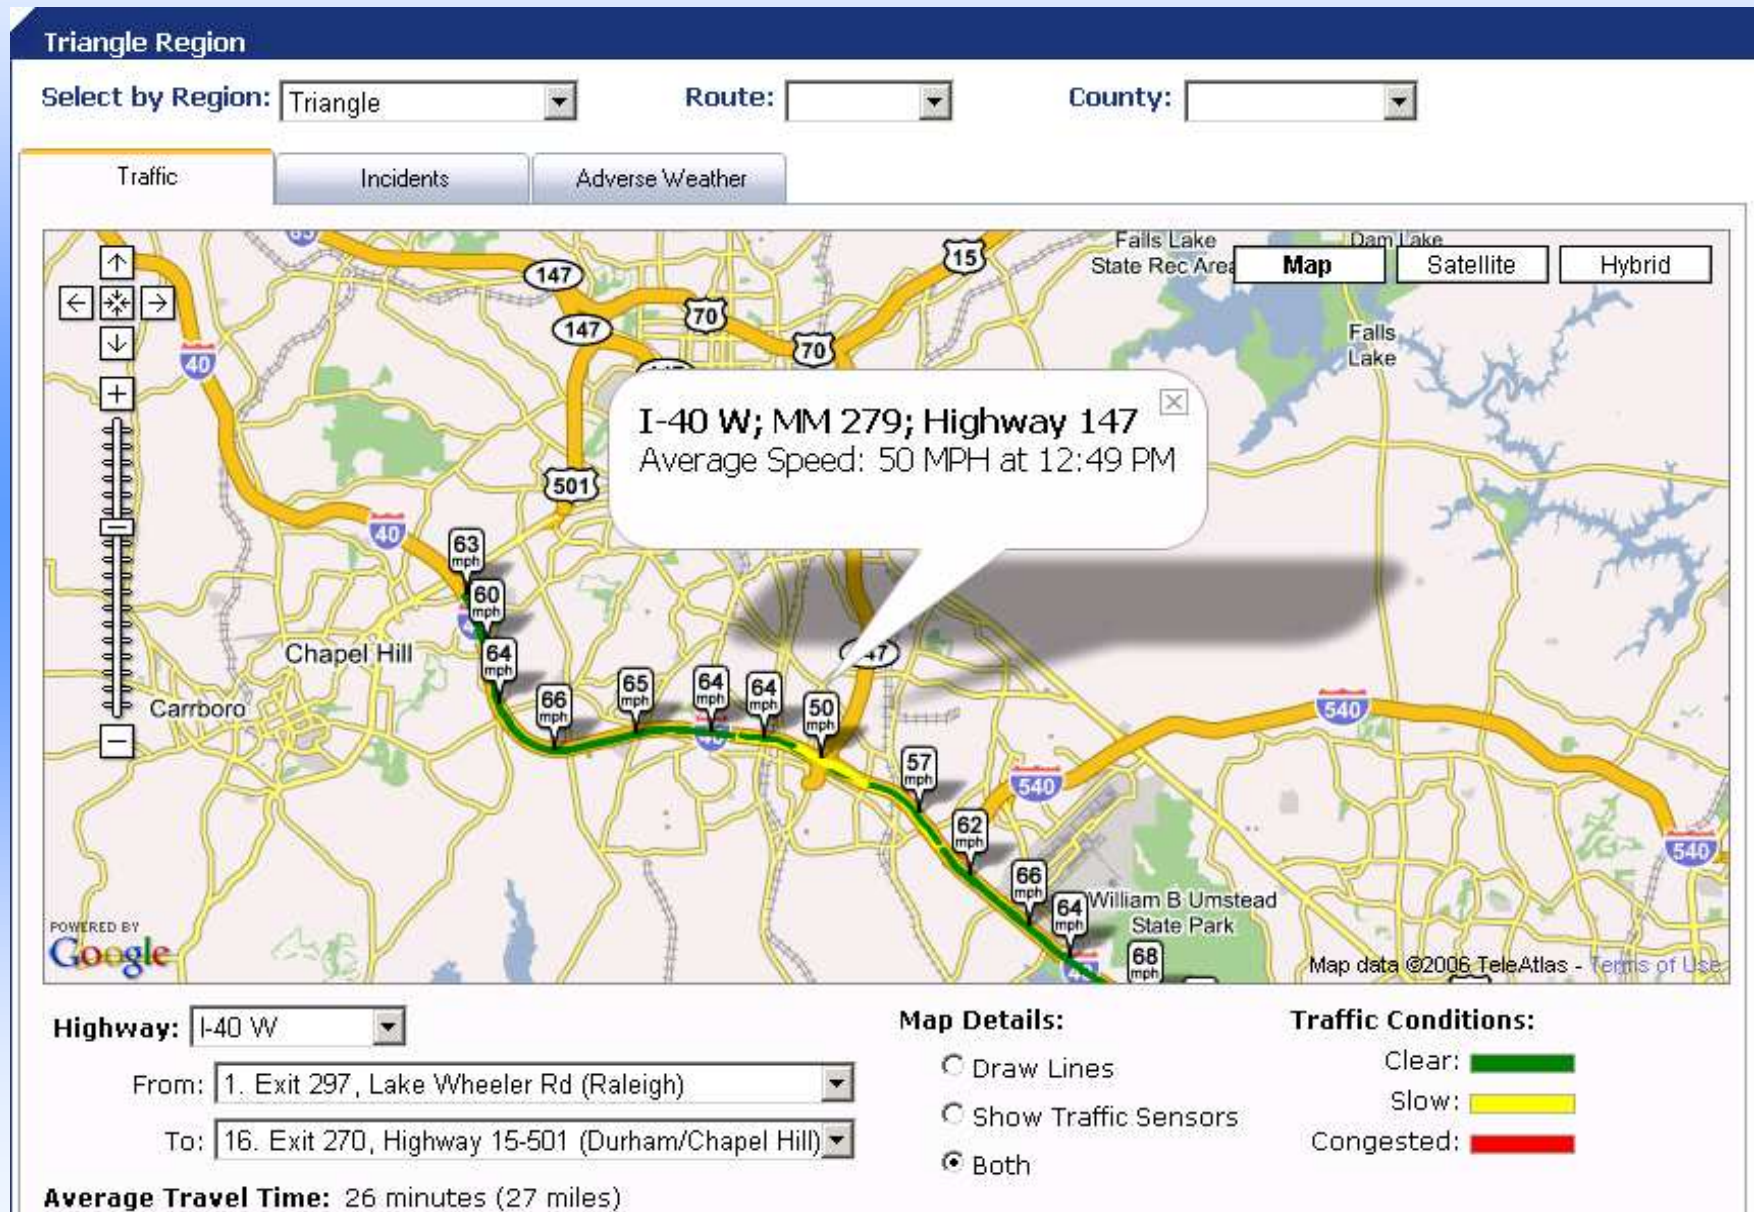 Triangle Region
Select by Region: Triangle Route: County:
Traffic Incidents Adverse Weather
Falls Lake
State Rec Area
Dam Lake
Map Satellite Hybrid
147
15
147
70
70
Falls
Lake
40
I-40 W; MM 279; Highway 147
Average Speed: 50 MPH at 12:49 PM
501
40
63
mph
60
mph
Chapel Hill
64
mph
Carrboro
66
mph
65
mph
64
mph
64
mph
50
mph
540
57
mph
540
62
mph
540
66
mph
64
mph
William B Umstead
State Park
68
mph
POWERED BY
Google
Map data ©2006 TeleAtlas - Terms of Use
Highway: I-40 W
From: 1. Exit 297, Lake Wheeler Rd (Raleigh)
To: 16. Exit 270, Highway 15-501 (Durham/Chapel Hill)
Average Travel Time: 26 minutes (27 miles)
Map Details:
Draw Lines
Show Traffic Sensors
Both
Traffic Conditions:
Clear:
Slow:
Congested: